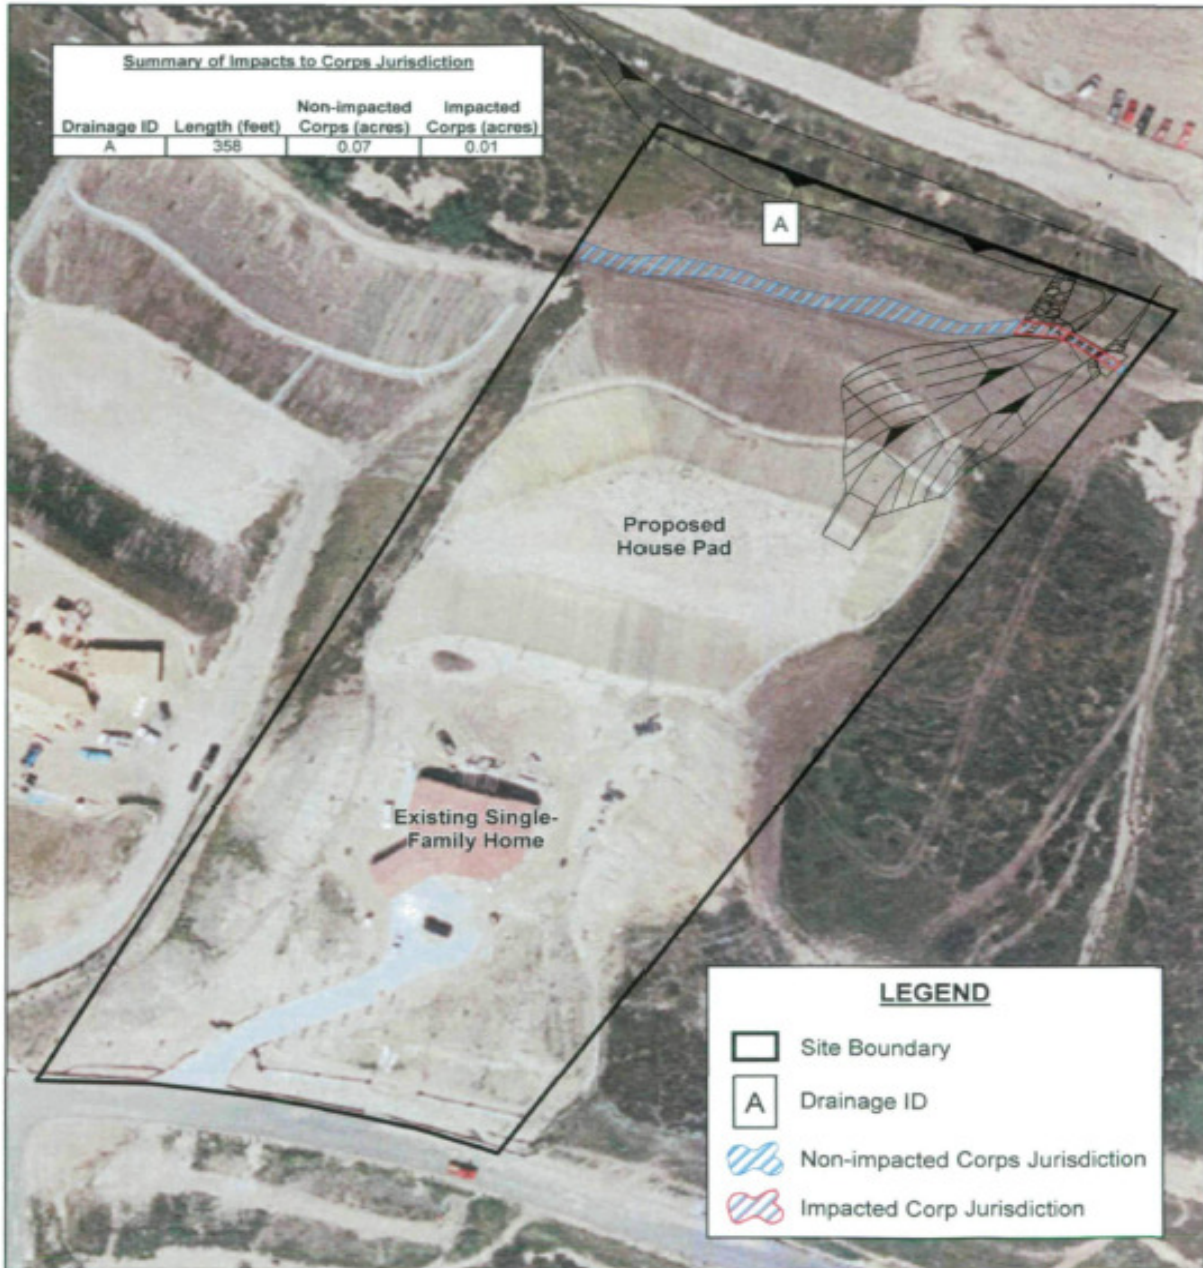 Summary of Impacts to Corps Jurisdiction
Non-impacted Impacted
Drainage ID Length (feet) Corps (acres) Corps (acres)
A 358 0.07 0.01
A
Proposed
House Pad
Existing Single-
Family Home
LEGEND
Site Boundary
A Drainage ID
Non-impacted Corps Jurisdiction
Impacted Corp Jurisdiction